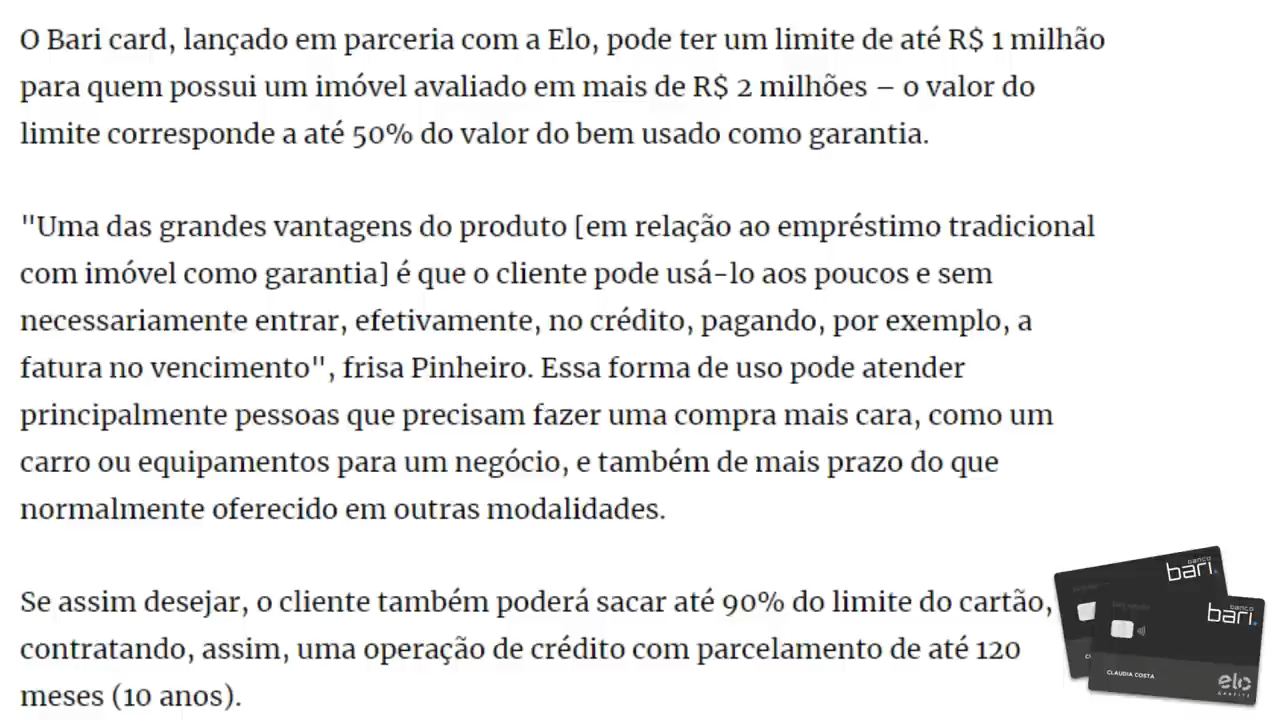 O Bari card, lançado em parceria com a Elo, pode ter um limite de até R$ 1 milhão
para quem possui um imóvel avaliado em mais de R$ 2 milhões – o valor do
limite corresponde a até 50% do valor do bem usado como garantia.
"Uma das grandes vantagens do produto [em relação ao empréstimo tradicional
com imóvel como garantia] é que o cliente pode usá-lo aos poucos e sem
necessariamente entrar, efetivamente, no crédito, pagando, por exemplo, a
fatura no vencimento", frisa Pinheiro. Essa forma de uso pode atender
principalmente pessoas que precisam fazer uma compra mais cara, como um
carro ou equipamentos para um negócio, e também de mais prazo do que
normalmente oferecido em outras modalidades.
Se assim desejar, o cliente também poderá sacar até 90% do limite do cartão,
contratando, assim, uma operação de crédito com parcelamento de até 120
meses (10 anos).
banco
bari.
banco
bari.
CLAUDIA COSTA
elo